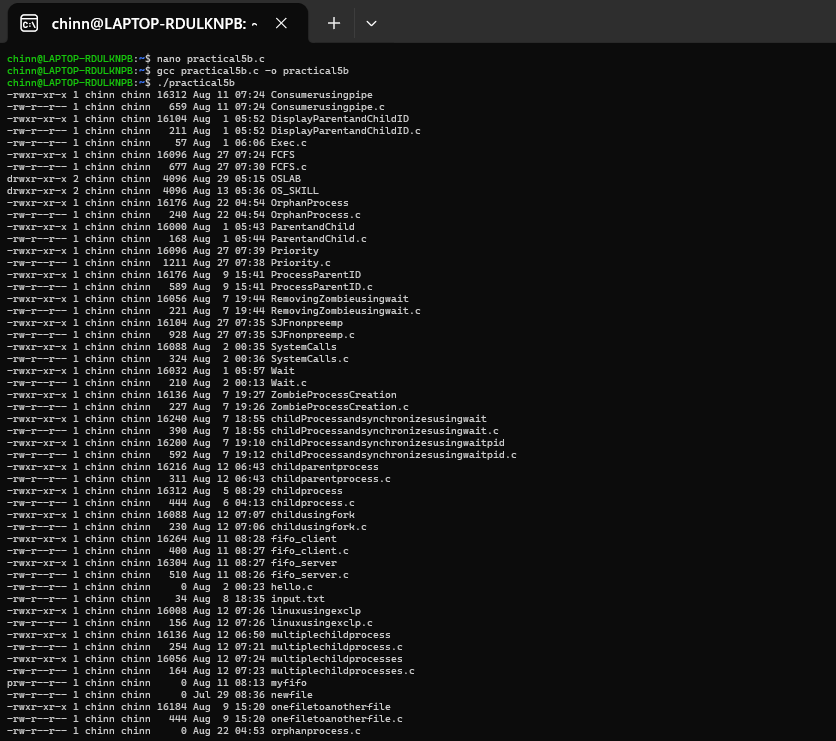 chinn@LAPTOP-RDULKNPB: ~
chinn@LAPTOP-RDULKNPB:~$ nano practical5b.c
chinn@LAPTOP-RDULKNPB:~$ gcc practical5b.c -o practical5b
chinn@LAPTOP-RDULKNPB:~$ ./practical5b
-rwxr-xr-x 1 chinn chinn 16312 Aug 11 07:24 Consumerusingpipe
-rw-r--r-- 1 chinn chinn   659 Aug 11 07:24 Consumerusingpipe.c
-rwxr-xr-x 1 chinn chinn 16104 Aug  1 05:52 DisplayParentandChildID
-rw-r--r-- 1 chinn chinn   211 Aug  1 05:52 DisplayParentandChildID.c
-rw-r--r-- 1 chinn chinn    57 Aug  1 06:06 Exec.c
-rwxr-xr-x 1 chinn chinn 16096 Aug 27 07:24 FCFS
-rw-r--r-- 1 chinn chinn   677 Aug 27 07:30 FCFS.c
drwxr-xr-x 2 chinn chinn  4096 Aug 29 05:15 OSLAB
drwxr-xr-x 2 chinn chinn  4096 Aug 13 05:36 OS_SKILL
-rwxr-xr-x 1 chinn chinn 16176 Aug 22 04:54 OrphanProcess
-rw-r--r-- 1 chinn chinn   240 Aug 22 04:54 OrphanProcess.c
-rwxr-xr-x 1 chinn chinn 16000 Aug  1 05:43 ParentandChild
-rw-r--r-- 1 chinn chinn   168 Aug  1 05:44 ParentandChild.c
-rwxr-xr-x 1 chinn chinn 16096 Aug 27 07:39 Priority
-rw-r--r-- 1 chinn chinn  1211 Aug 27 07:38 Priority.c
-rwxr-xr-x 1 chinn chinn 16176 Aug  9 15:41 ProcessParentID
-rw-r--r-- 1 chinn chinn   589 Aug  9 15:41 ProcessParentID.c
-rwxr-xr-x 1 chinn chinn 16056 Aug  7 19:44 RemovingZombieusingwait
-rw-r--r-- 1 chinn chinn   221 Aug  7 19:44 RemovingZombieusingwait.c
-rwxr-xr-x 1 chinn chinn 16104 Aug 27 07:35 SJFnonpreemp
-rw-r--r-- 1 chinn chinn   928 Aug 27 07:35 SJFnonpreemp.c
-rwxr-xr-x 1 chinn chinn 16088 Aug  2 00:35 SystemCalls
-rw-r--r-- 1 chinn chinn   324 Aug  2 00:36 SystemCalls.c
-rwxr-xr-x 1 chinn chinn 16032 Aug  1 05:57 Wait
-rw-r--r-- 1 chinn chinn   210 Aug  2 00:13 Wait.c
-rwxr-xr-x 1 chinn chinn 16136 Aug  7 19:27 ZombieProcessCreation
-rw-r--r-- 1 chinn chinn   227 Aug  7 19:26 ZombieProcessCreation.c
-rwxr-xr-x 1 chinn chinn 16240 Aug  7 18:55 childProcessandsynchronizesusingwait
-rw-r--r-- 1 chinn chinn   390 Aug  7 18:55 childProcessandsynchronizesusingwait.c
-rwxr-xr-x 1 chinn chinn 16200 Aug  7 19:10 childProcessandsynchronizesusingwaitpid
-rw-r--r-- 1 chinn chinn   592 Aug  7 19:12 childProcessandsynchronizesusingwaitpid.c
-rwxr-xr-x 1 chinn chinn 16216 Aug 12 06:43 childparentprocess
-rw-r--r-- 1 chinn chinn   311 Aug 12 06:43 childparentprocess.c
-rwxr-xr-x 1 chinn chinn 16312 Aug  5 08:29 childprocess
-rw-r--r-- 1 chinn chinn   444 Aug  6 04:13 childprocess.c
-rwxr-xr-x 1 chinn chinn 16088 Aug 12 07:07 childusingfork
-rw-r--r-- 1 chinn chinn   230 Aug 12 07:06 childusingfork.c
-rwxr-xr-x 1 chinn chinn 16264 Aug 11 08:28 fifo_client
-rw-r--r-- 1 chinn chinn   400 Aug 11 08:27 fifo_client.c
-rwxr-xr-x 1 chinn chinn 16304 Aug 11 08:27 fifo_server
-rw-r--r-- 1 chinn chinn   510 Aug 11 08:26 fifo_server.c
-rw-r--r-- 1 chinn chinn     0 Aug  2 00:23 hello.c
-rw-r--r-- 1 chinn chinn    34 Aug  8 18:35 input.txt
-rwxr-xr-x 1 chinn chinn 16008 Aug 12 07:26 linuxusingexclp
-rw-r--r-- 1 chinn chinn   156 Aug 12 07:26 linuxusingexclp.c
-rwxr-xr-x 1 chinn chinn 16136 Aug 12 06:50 multiplechildprocess
-rw-r--r-- 1 chinn chinn   254 Aug 12 07:21 multiplechildprocess.c
-rwxr-xr-x 1 chinn chinn 16056 Aug 12 07:24 multiplechildprocesses
-rw-r--r-- 1 chinn chinn   164 Aug 12 07:23 multiplechildprocesses.c
prw-r--r-- 1 chinn chinn     0 Aug 11 08:13 myfifo
-rw-r--r-- 1 chinn chinn     0 Jul 29 08:36 newfile
-rwxr-xr-x 1 chinn chinn 16184 Aug  9 15:20 onefiletoanotherfile
-rw-r--r-- 1 chinn chinn   444 Aug  9 15:20 onefiletoanotherfile.c
-rw-r--r-- 1 chinn chinn     0 Aug 22 04:53 orphanprocess.c